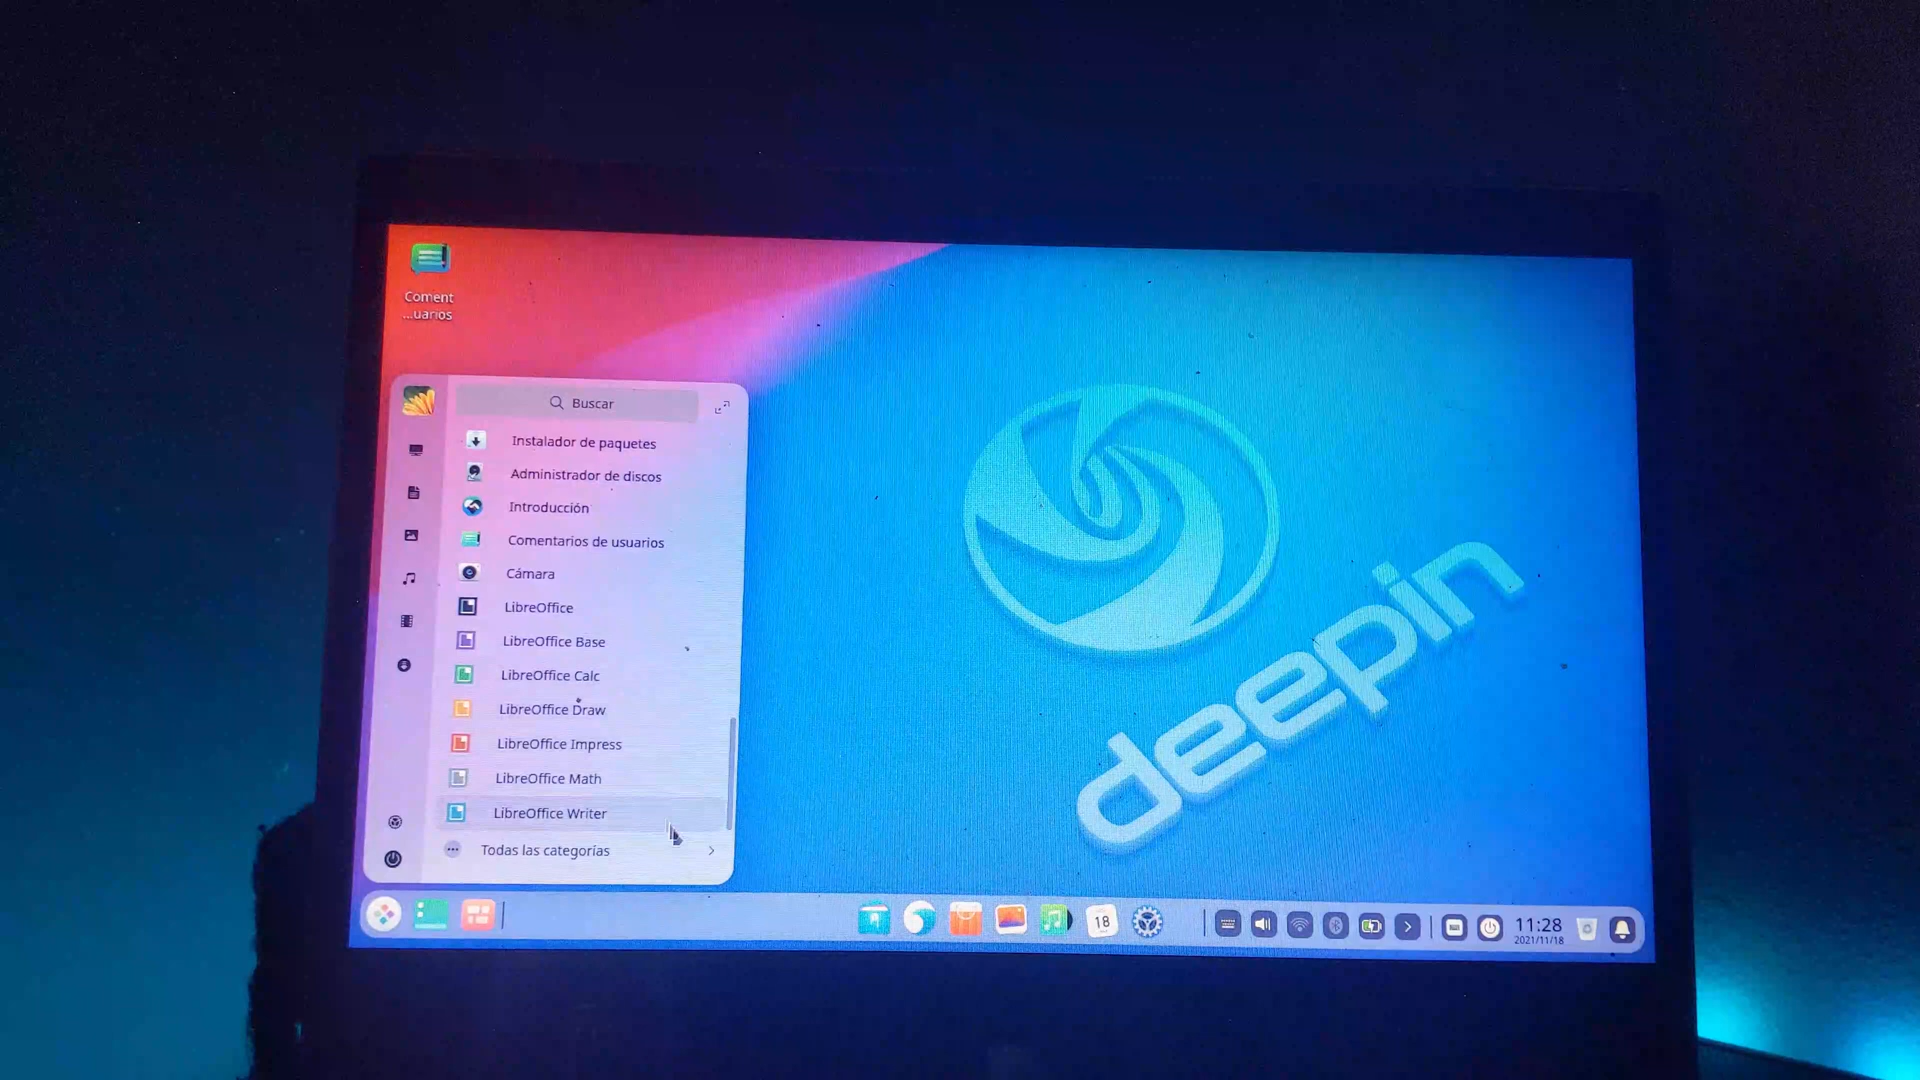 Coment
...uarios
Buscar
Instalador de paquetes
Administrador de discos
Introducción
Comentarios de usuarios
Cámara
LibreOffice
LibreOffice Base
LibreOffice Calc
LibreOffice Draw
LibreOffice Impress
LibreOffice Math
LibreOffice Writer
Todas las categorías
deepin
18
11:28
2021/11/18